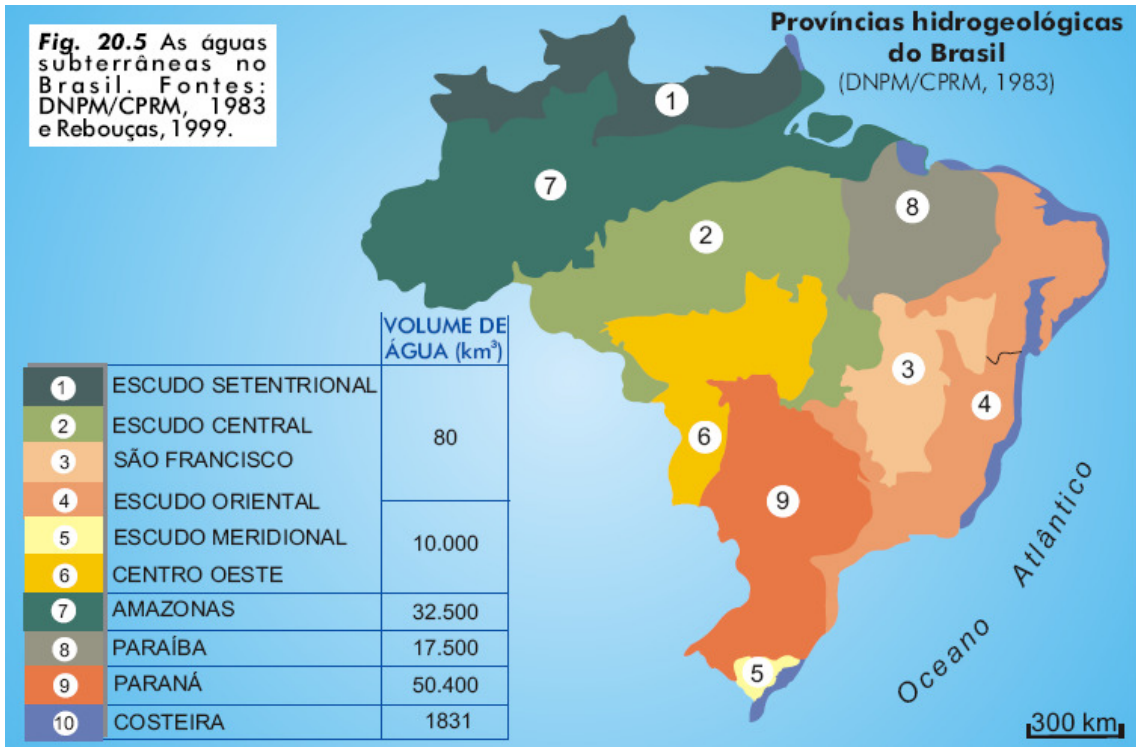 Fig. 20.5 As águas
subterrâneas no
Brasil. Fontes:
DNPM/CPRM, 1983
e Rebouças, 1999.
Províncias hidrogeológicas
do Brasil
(DNPM/CPRM, 1983)
1
7
2
8
3
4
6
9
5
Oceano Atlântico
300 km
VOLUME DE
ÁGUA (km³)
1 ESCUDO SETENTRIONAL
2 ESCUDO CENTRAL
80
3 SÃO FRANCISCO
4 ESCUDO ORIENTAL
5 ESCUDO MERIDIONAL
10.000
6 CENTRO OESTE
7 AMAZONAS 32.500
8 PARAÍBA 17.500
9 PARANÁ 50.400
10 COSTEIRA 1831